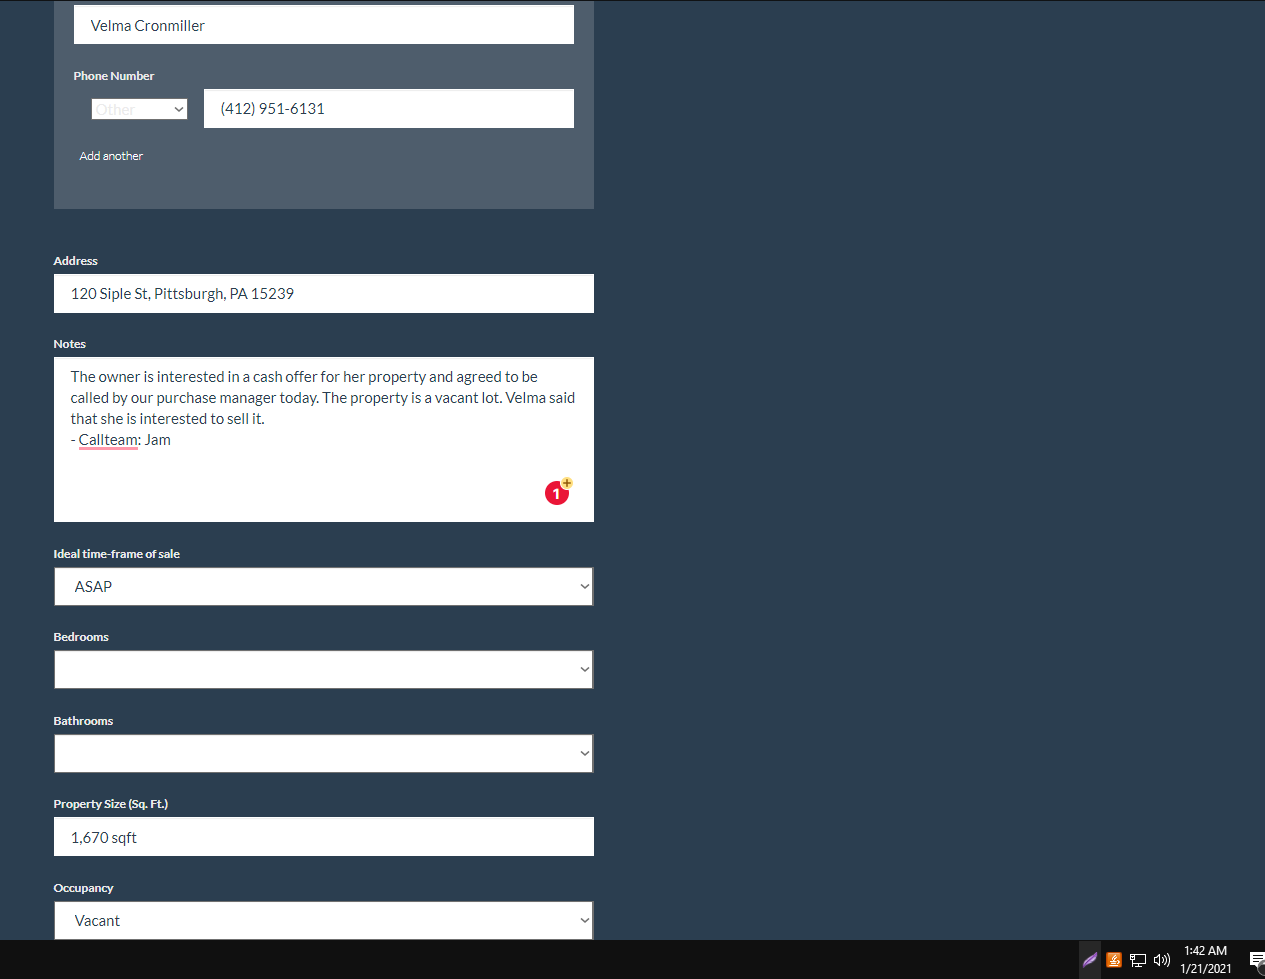 Velma Cronmiller
Phone Number
Other
(412) 951-6131
Add another
Address
120 Siple St, Pittsburgh, PA 15239
Notes
The owner is interested in a cash offer for her property and agreed to be
called by our purchase manager today. The property is a vacant lot. Velma said
that she is interested to sell it.
- Callteam: Jam
1
Ideal time-frame of sale
ASAP
Bedrooms
Bathrooms
Property Size (Sq. Ft.)
1,670 sqft
Occupancy
Vacant
1:42 AM
1/21/2021